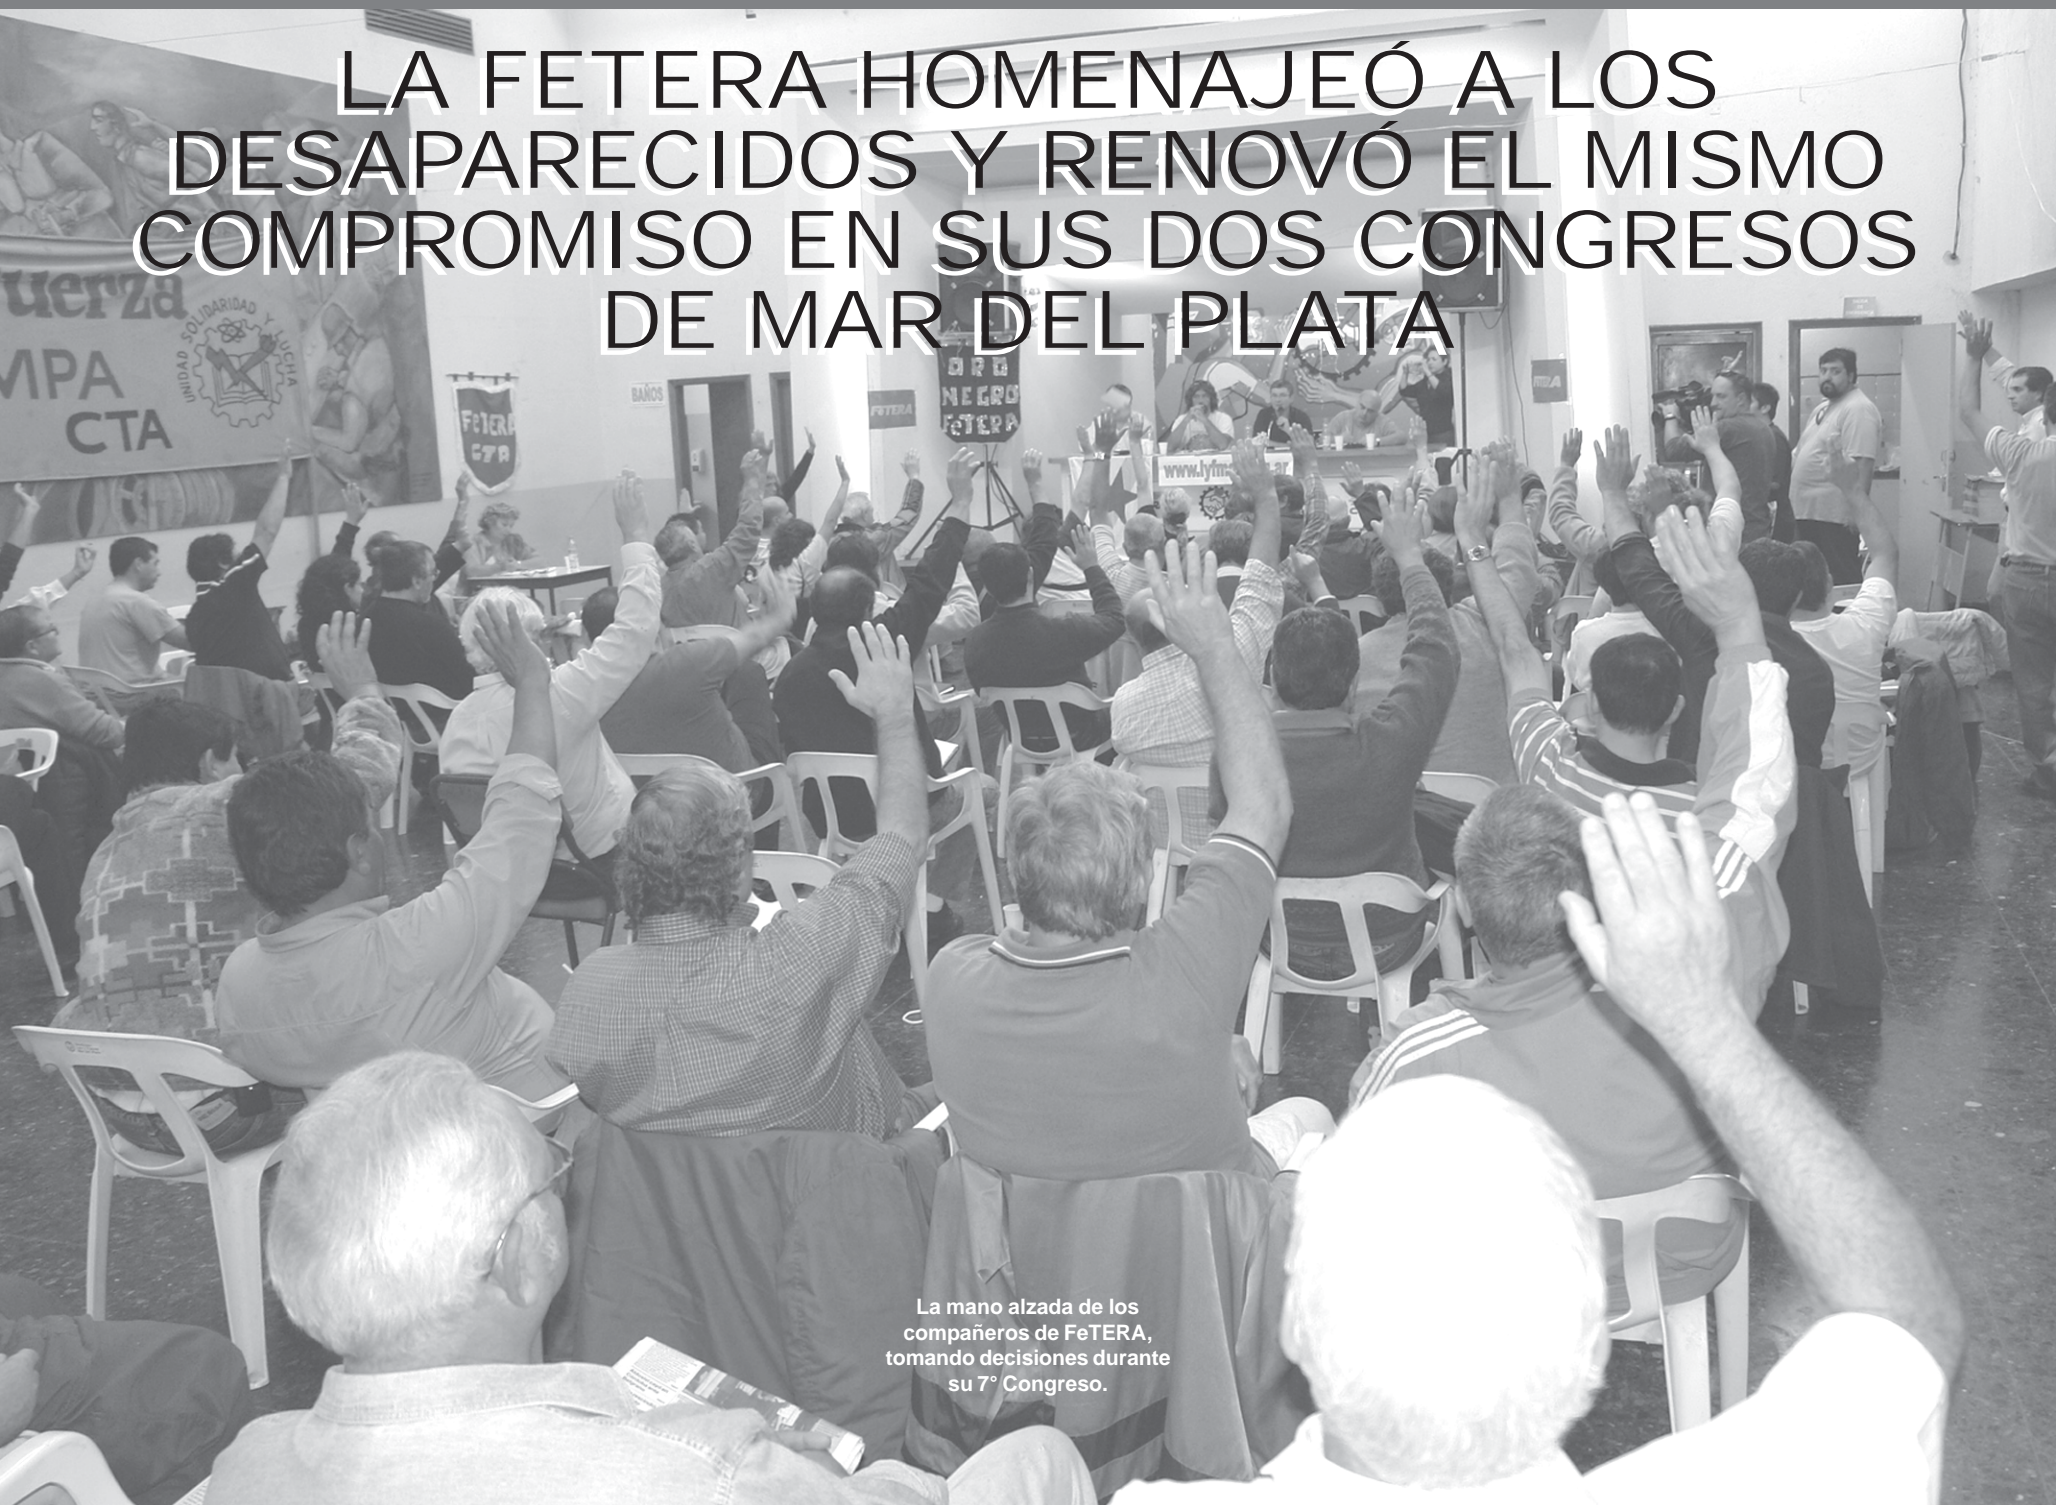 LA FETERA HOMENAJEÓ A LOS
DESAPARECIDOS Y RENOVÓ EL MISMO
COMPROMISO EN SUS DOS CONGRESOS
DE MAR DEL PLATA
uerza
MPA
CTA
UNIDAD SOLIDARIDAD Y LUCHA
FeTERA
CTA
BAÑOS
FeTERA
ORO
NEGRO
FeTERA
La mano alzada de los
compañeros de FeTERA,
tomando decisiones durante
su 7° Congreso.